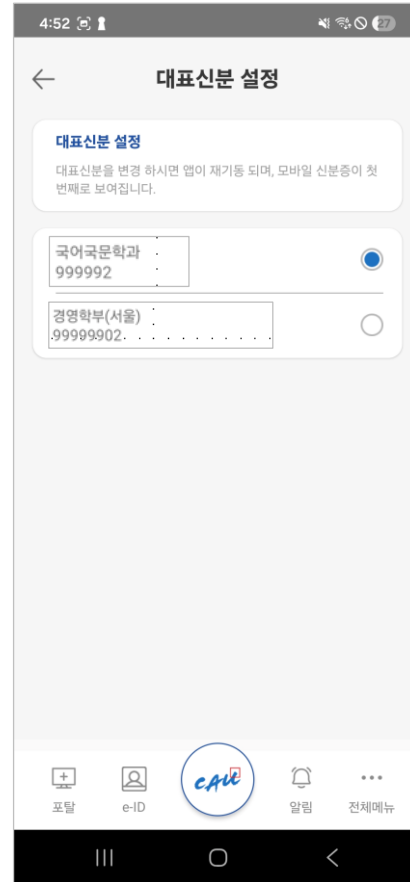 4:52
27
대표신분 설정
대표신분 설정
대표신분을 변경 하시면 앱이 재기동 되며, 모바일 신분증이 첫
번째로 보여집니다.
국어국문학과
999992
경영학부(서울)
99999902
포탈
e-ID
CAU
알림
전체메뉴